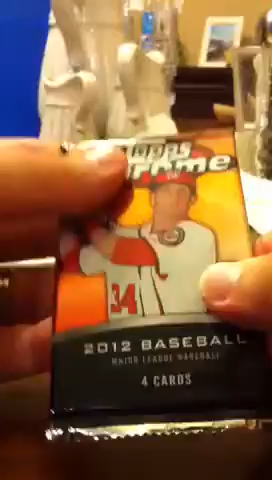 Topps
Chrome
34
2012 BASEBALL
MAJOR LEAGUE BASEBALL
4 CARDS